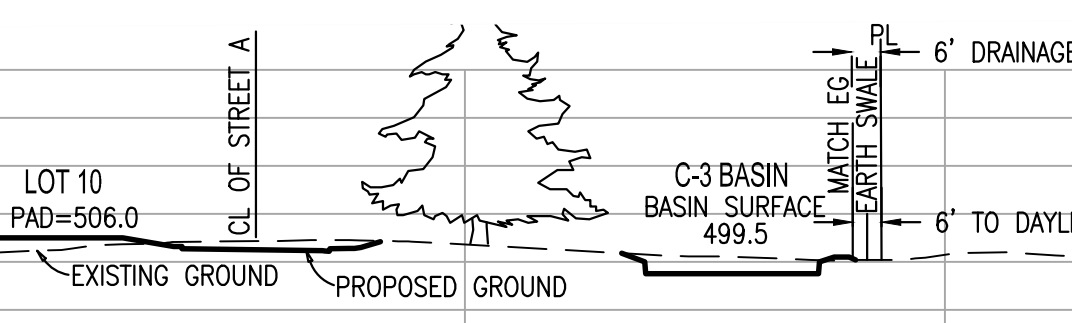 CL OF STREET A
PL
6' DRAINAGE
MATCH EG
EARTH SWALE
LOT 10
PAD=506.0
C-3 BASIN
BASIN SURFACE
499.5
6' TO
EXISTING GROUND
PROPOSED GROUND